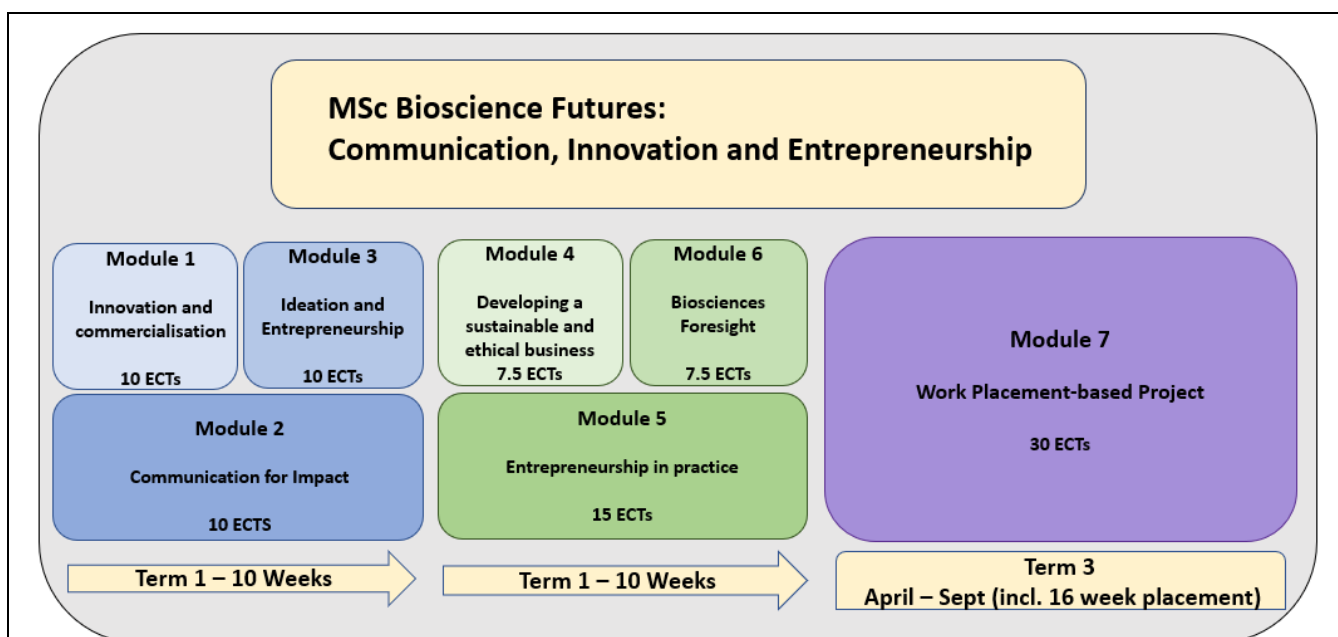 MSc Bioscience Futures:
Communication, Innovation and Entrepreneurship
Module 1
Innovation and
commercialisation
10 ECTs
Module 3
Ideation and
Entrepreneurship
10 ECTs
Module 2
Communication for Impact
10 ECTS
Module 4
Developing a
sustainable and
ethical business
7.5 ECTs
Module 6
Biosciences
Foresight
7.5 ECTs
Module 5
Entrepreneurship in practice
15 ECTs
Module 7
Work Placement-based Project
30 ECTs
Term 1 – 10 Weeks
Term 1 – 10 Weeks
Term 3
April – Sept (incl. 16 week placement)